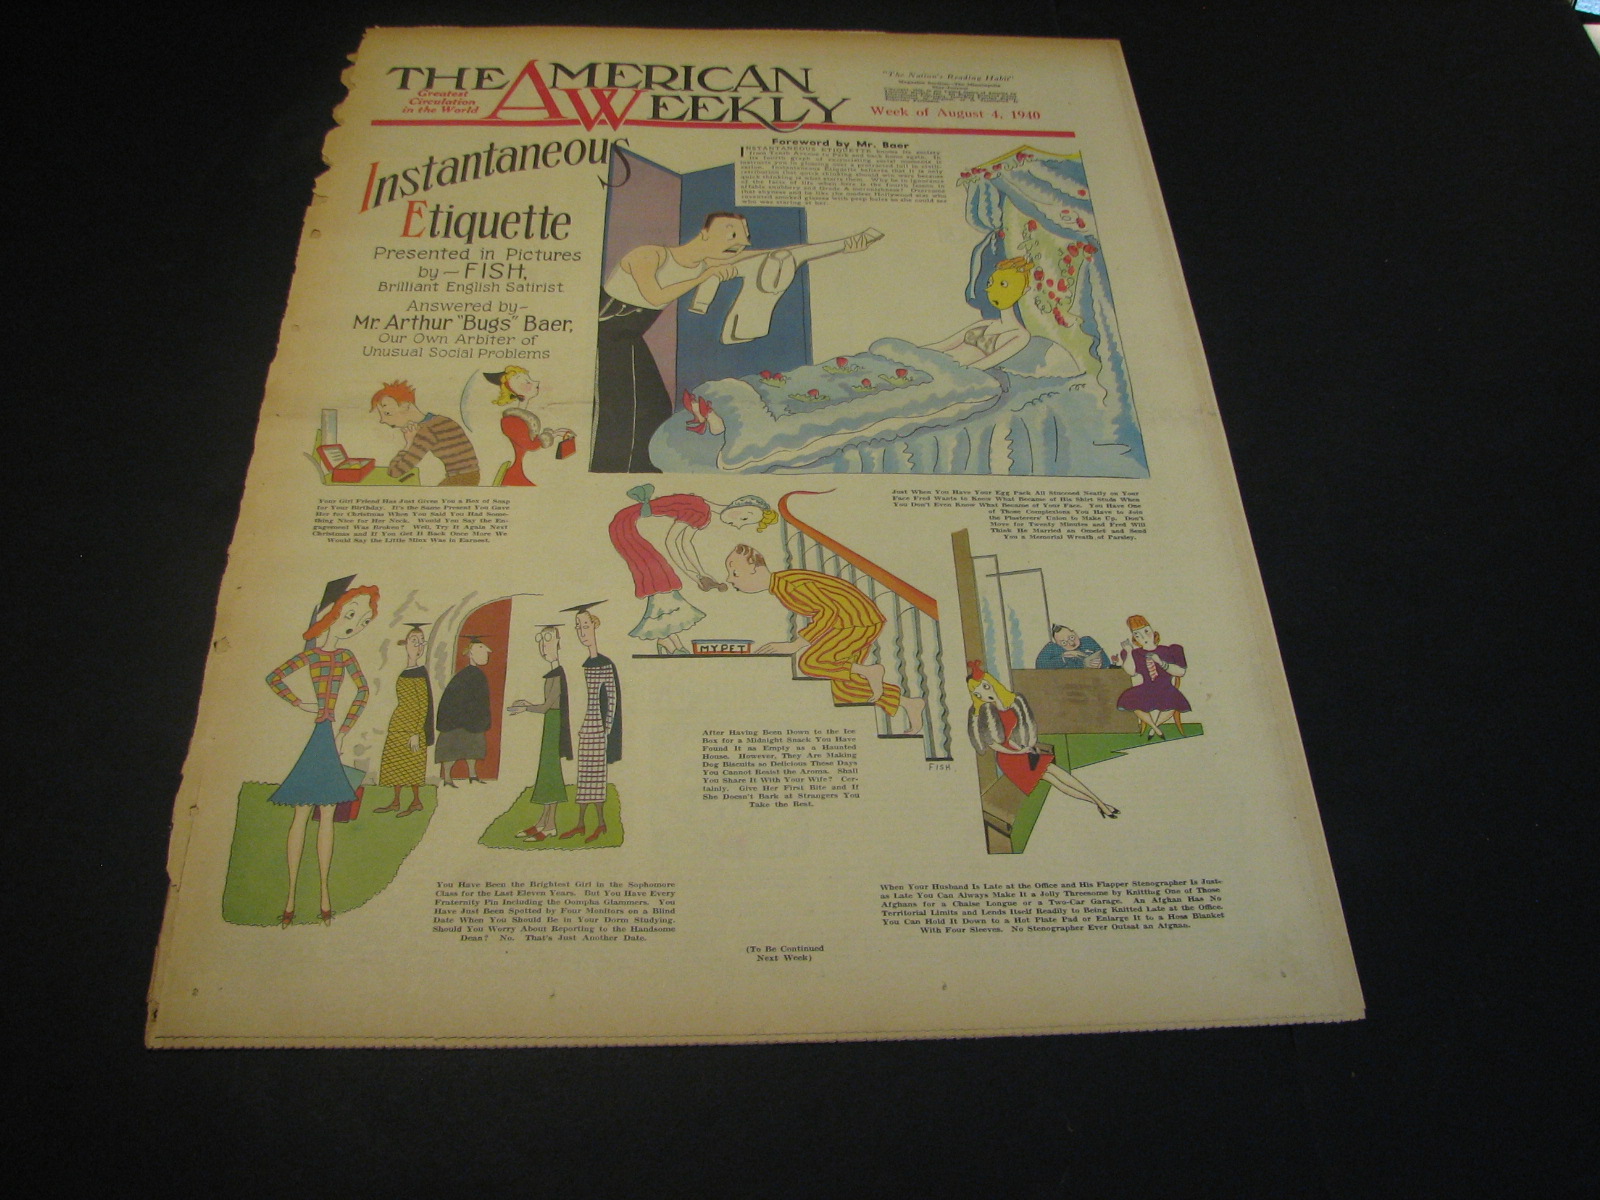 THE AMERICAN
WEEKLY
Greatest
Circulation
in the World
"The Nation's Reading Habit"
Week of August 4, 1940
Instantaneous
Etiquette
Presented in Pictures
by — FISH,
Brilliant English Satirist
Answered by—
Mr. Arthur "Bugs" Baer,
Our Own Arbiter of
Unusual Social Problems
Foreword by Mr. Baer
Your Girl Friend Has Just Given You a Box of Soap
for Your Birthday. It's the Same Present You Gave
Her for Christmas When You Said You Had Some-
thing Nice for Her Neck. Would You Say the En-
gagement Was Broken? Well, Try It Again Next
Christmas and If You Get It Back Once More We
Would Say the Little Minx Was in Earnest.
Just When You Have Your Egg Pack All Stuccoed Neatly on Your
Face Fred Wants to Know What Became of His Shirt Studs When
You Don't Even Know What Became of Your Face. You Have One
of Those Complexions You Have to Join
the Plasterers' Union to Make Up. Don't
Move for Twenty Minutes and Fred Will
Think He Married an Omelet and Send
You a Memorial Wreath of Parsley.
MYPET
After Having Been Down to the Ice
Box for a Midnight Snack You Have
Found It as Empty as a Haunted
House. However, They Are Making
Dog Biscuits so Delicious These Days
You Cannot Resist the Aroma. Shall
You Share It With Your Wife? Cer-
tainly. Give Her First Bite and If
She Doesn't Bark at Strangers You
Take the Rest.
FISH
You Have Been the Brightest Girl in the Sophomore
Class for the Last Eleven Years. But You Have Every
Fraternity Pin Including the Oompha Glammers. You
Have Just Been Spotted by Four Monitors on a Blind
Date When You Should Be in Your Dorm Studying.
Should You Worry About Reporting to the Handsome
Dean? No. That's Just Another Date.
When Your Husband Is Late at the Office and His Flapper Stenographer Is Just
as Late You Can Always Make It a Jolly Threesome by Knitting One of Those
Afghans for a Chaise Longue or a Two-Car Garage. An Afghan Has No
Territorial Limits and Lends Itself Readily to Being Knitted Late at the Office.
You Can Hold It Down to a Hot Plate Pad or Enlarge It to a Hose Blanket
With Four Sleeves. No Stenographer Ever Outsat an Afghan.
(To Be Continued
Next Week)